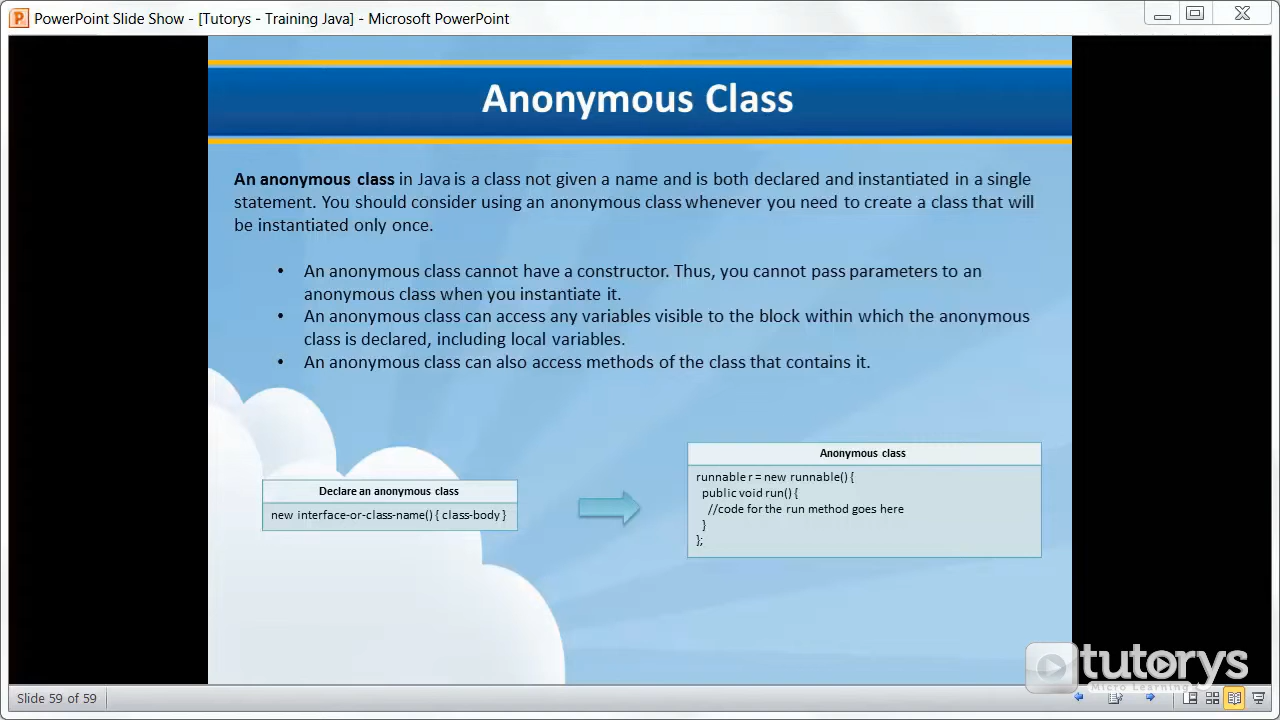 PowerPoint Slide Show - [Tutorys - Training Java] - Microsoft PowerPoint
Anonymous Class
An anonymous class in Java is a class not given a name and is both declared and instantiated in a single
statement. You should consider using an anonymous class whenever you need to create a class that will
be instantiated only once.
• An anonymous class cannot have a constructor. Thus, you cannot pass parameters to an
anonymous class when you instantiate it.
• An anonymous class can access any variables visible to the block within which the anonymous
class is declared, including local variables.
• An anonymous class can also access methods of the class that contains it.
Declare an anonymous class
new interface-or-class-name() { class-body }
Anonymous class
runnable r = new runnable() {
public void run() {
//code for the run method goes here
}
};
tutorys
Micro Learning
Slide 59 of 59